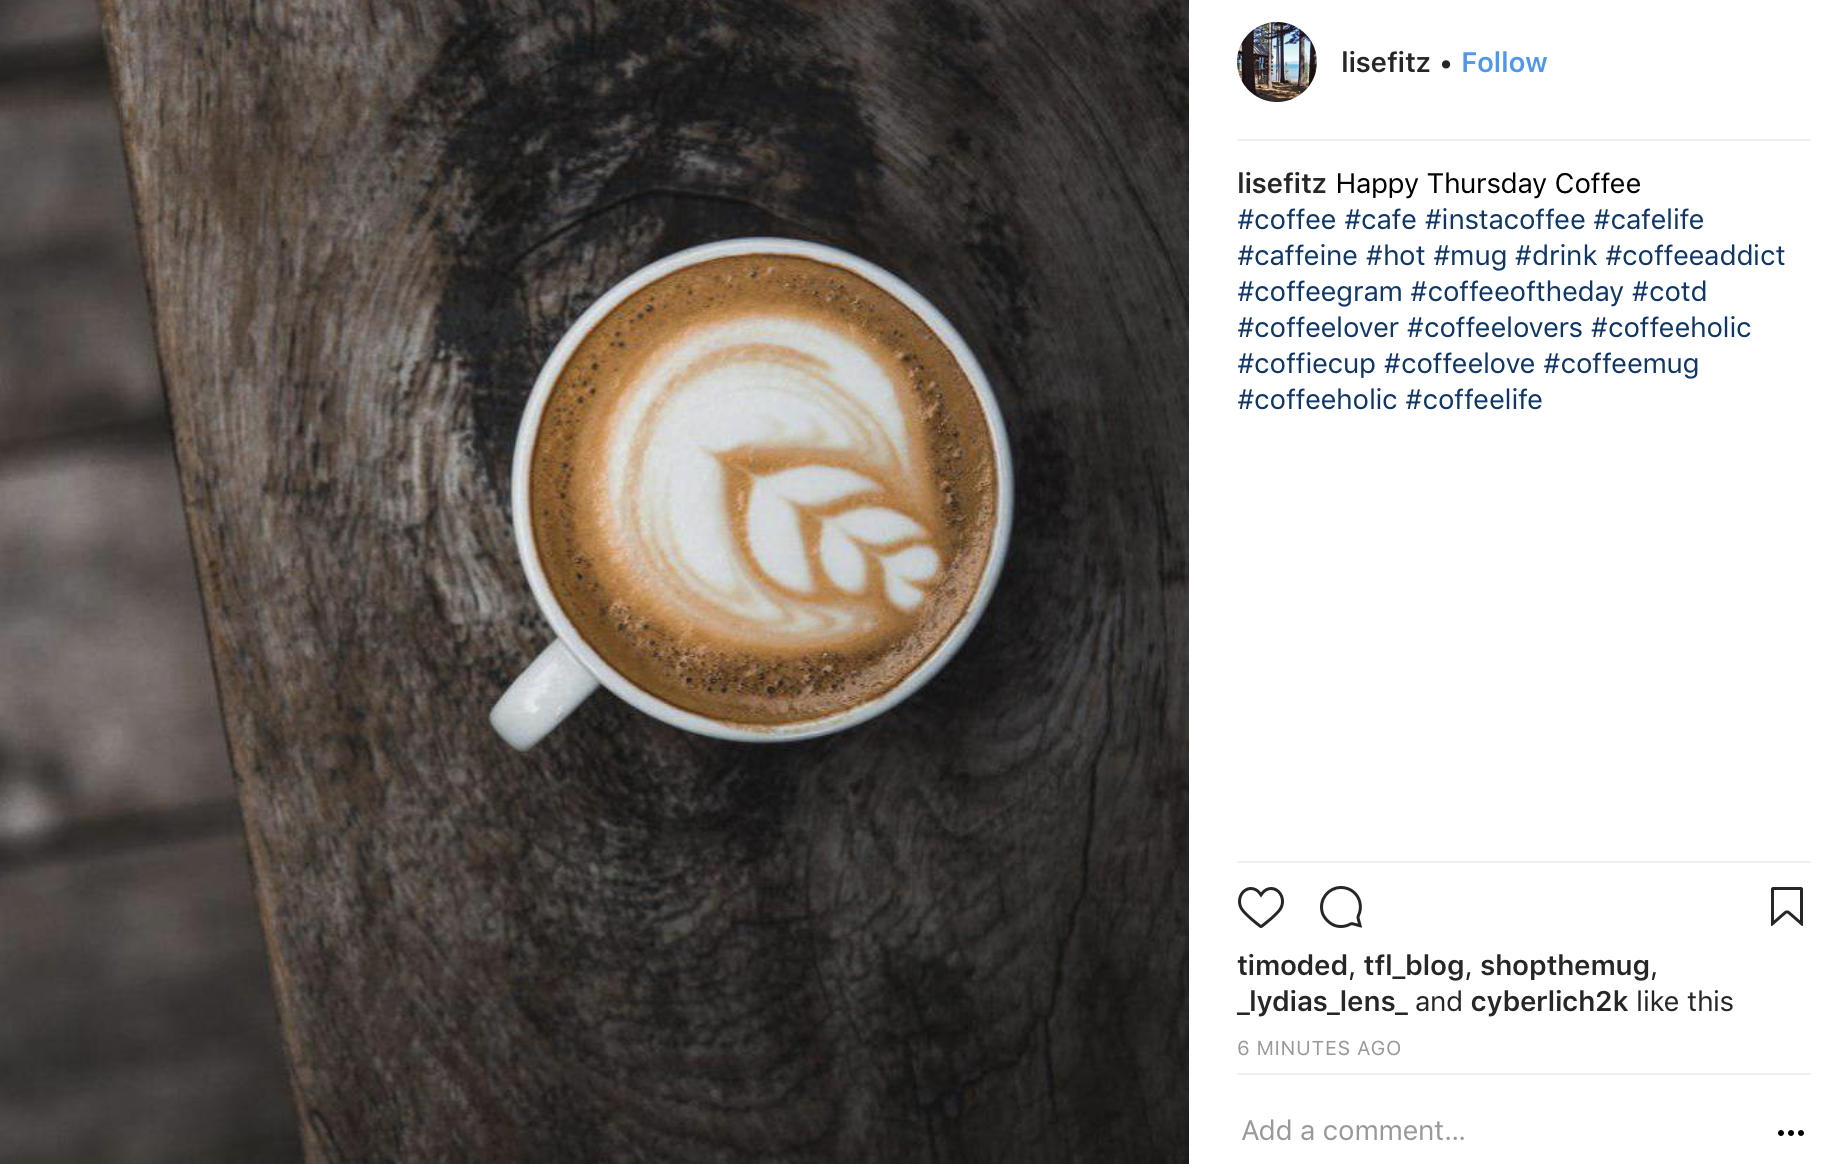 lisefitz • Follow
lisefitz Happy Thursday Coffee
#coffee #cafe #instacoffee #cafelife
#caffeine #hot #mug #drink #coffeeaddict
#coffeegram #coffeeoftheday #cotd
#coffeelover #coffeelovers #coffeeholic
#coffiecup #coffeelove #coffeemug
#coffeeholic #coffeelife
timoded, tfl_blog, shopthemug,
_lydias_lens_ and cyberlich2k like this
6 MINUTES AGO
Add a comment...